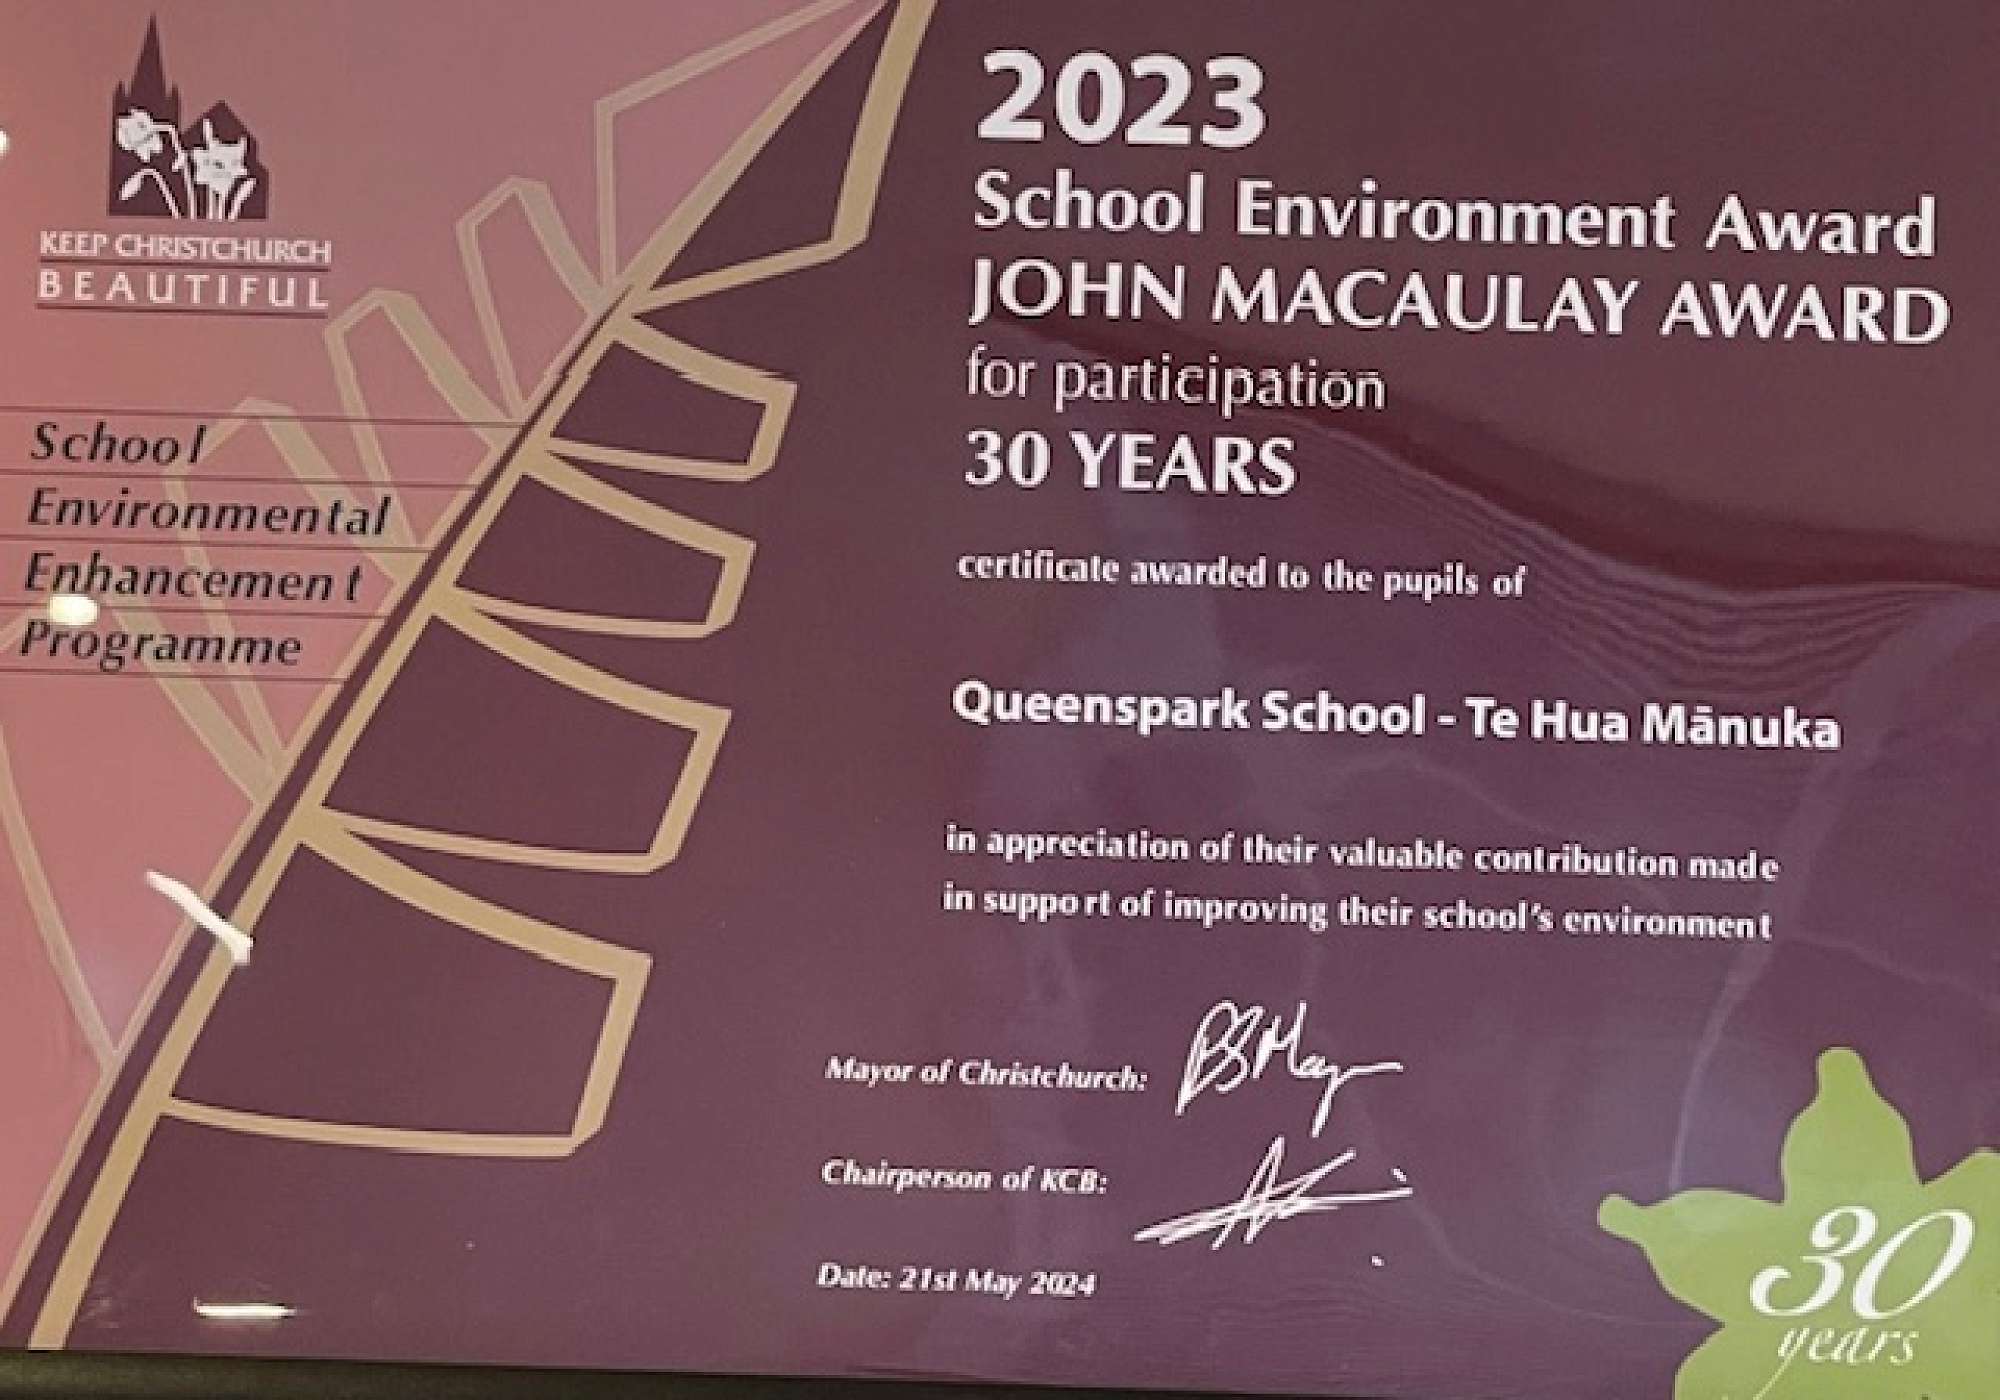 KEEP CHRISTCHURCH
BEAUTIFUL
School
Environmental
Enhancement
Programme
2023
School Environment Award
JOHN MACAULAY AWARD
for participation
30 YEARS
certificate awarded to the pupils of
Queenspark School - Te Hua Mānuka
in appreciation of their valuable contribution made
in support of improving their school's environment
Mayor of Christchurch:
Chairperson of KCB:
Date: 21st May 2024
30
years